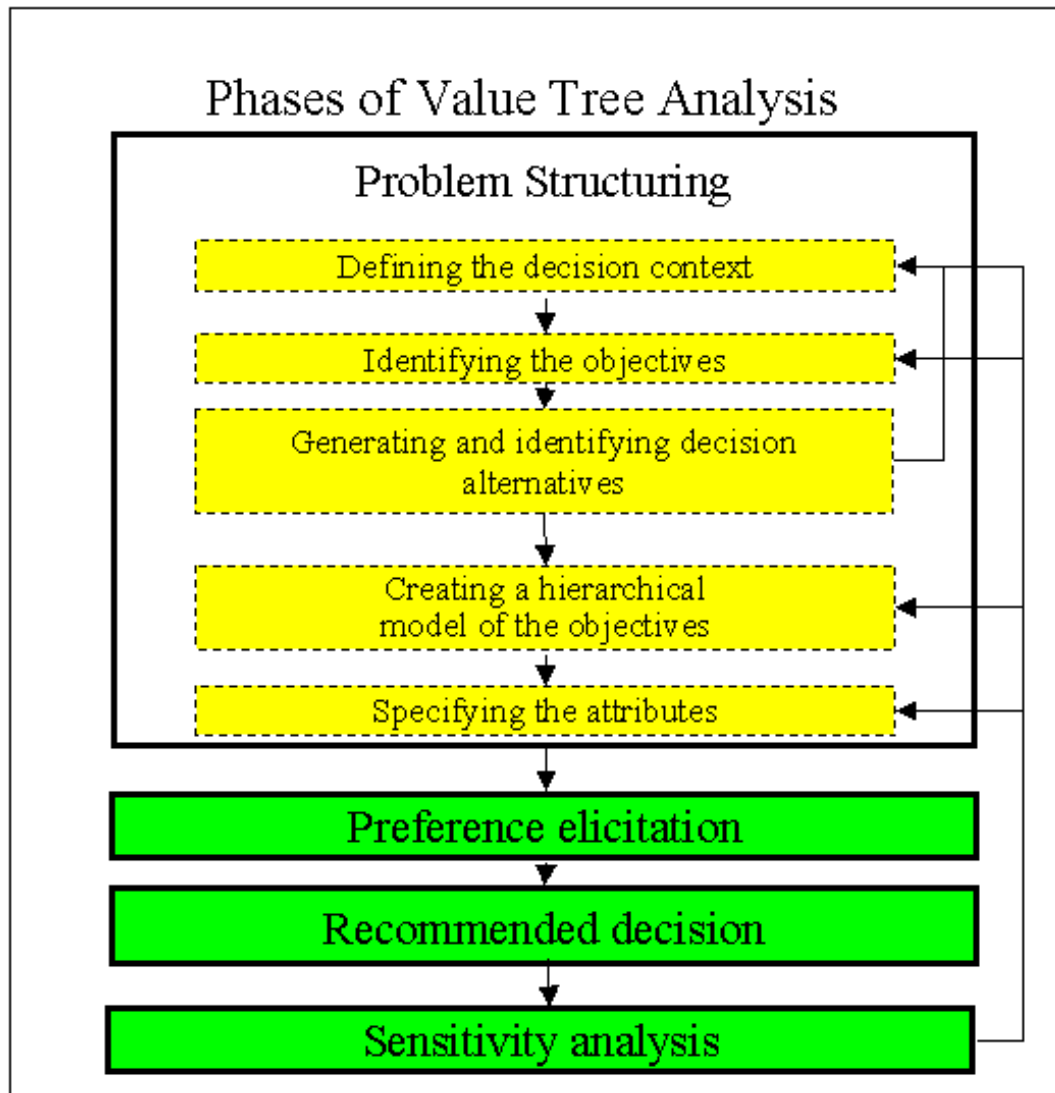 Phases of Value Tree Analysis
Problem Structuring
Defining the decision context
Identifying the objectives
Generating and identifying decision
alternatives
Creating a hierarchical
model of the objectives
Specifying the attributes
Preference elicitation
Recommended decision
Sensitivity analysis